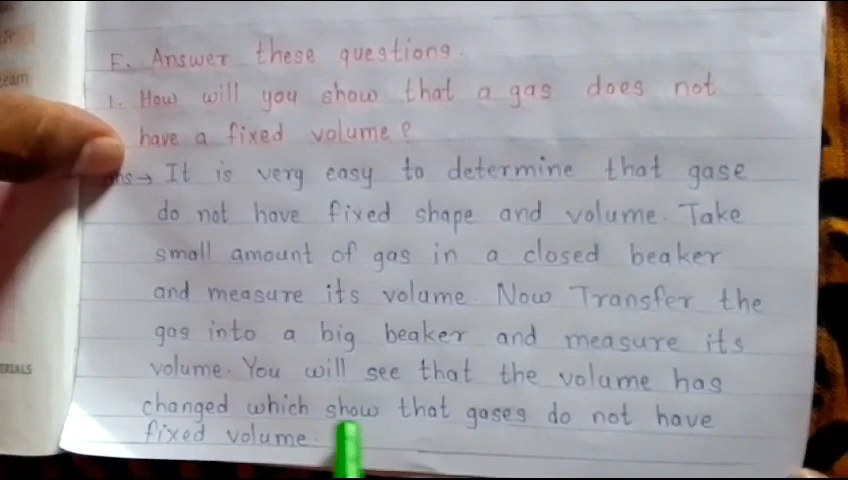 F. Answer these questions.
1. How will you show that a gas does not
have a fixed volume?
Ans → It is very easy to determine that gase
do not have fixed shape and volume. Take
small amount of gas in a closed beaker
and measure its volume. Now Transfer the
gas into a big beaker and measure its
volume. You will see that the volume has
changed which show that gases do not have
fixed volume.
ERIALS